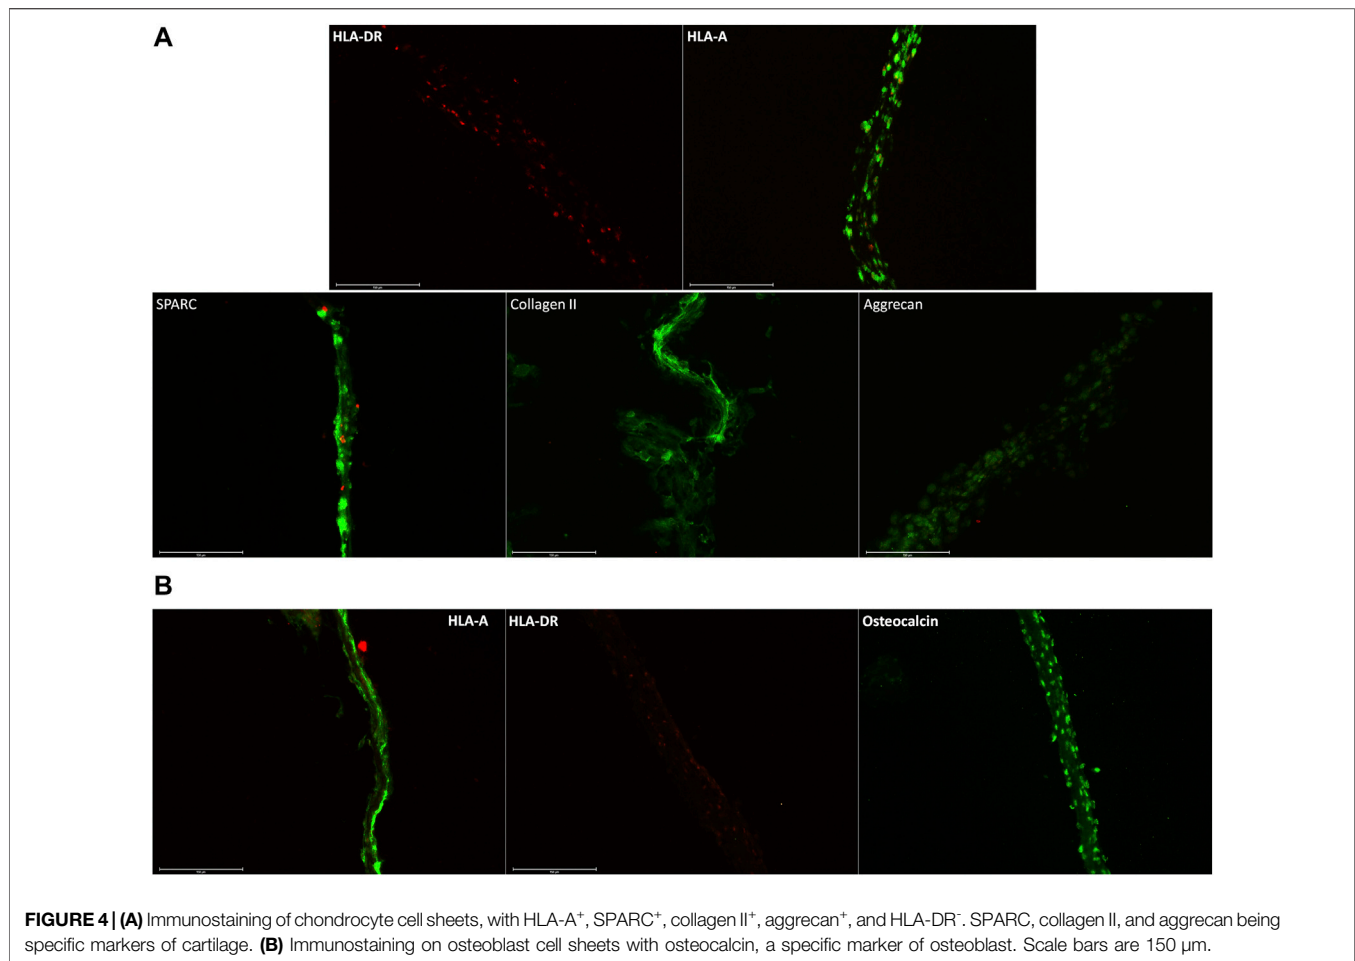 A
HLA-DR
HLA-A
SPARC
Collagen II
Aggrecan
B
HLA-A
HLA-DR
Osteocalcin
FIGURE 4 | (A) Immunostaining of chondrocyte cell sheets, with HLA-A⁺, SPARC⁺, collagen II⁺, aggrecan⁺, and HLA-DR⁻. SPARC, collagen II, and aggrecan being
specific markers of cartilage. (B) Immunostaining on osteoblast cell sheets with osteocalcin, a specific marker of osteoblast. Scale bars are 150 µm.